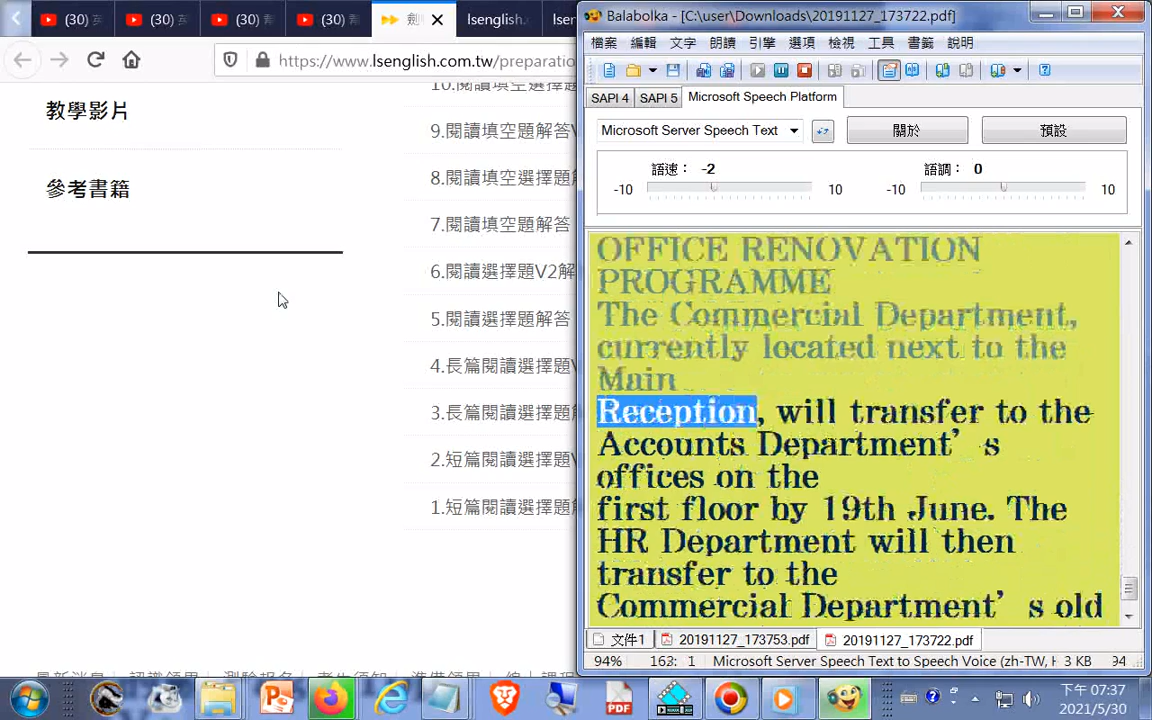 (30) 青
(30) 青
(30) 青
(30) 青
lsenglish.
lser
https://www.lsenglish.com.tw/preparatio
教學影片
參考書籍
10.閱讀填空選擇題
9.閱讀填空題解答V
8.閱讀填空選擇題
7.閱讀填空題解答
6.閱讀選擇題V2解
5.閱讀選擇題解答
4.長篇閱讀選擇題V
3.長篇閱讀選擇題
2.短篇閱讀選擇題V
1.短篇閱讀選擇題
Balabolka - [C:\user\Downloads\20191127_173722.pdf]
檔案 編輯 文字 朗讀 引擎 選項 檢視 工具 書籤 說明
SAPI 4 SAPI 5 Microsoft Speech Platform
Microsoft Server Speech Text 關於 預設
語速： -2 語調： 0
-10 10 -10 10
OFFICE RENOVATION
PROGRAMME
The Commercial Department,
currently located next to the
Main
Reception, will transfer to the
Accounts Department’s
offices on the
first floor by 19th June. The
HR Department will then
transfer to the
Commercial Department’s old
文件1 20191127_173753.pdf 20191127_173722.pdf
94% 163: 1 Microsoft Server Speech Text to Speech Voice (zh-TW, H 3 KB 94
PDF
下午 07:37
2021/5/30